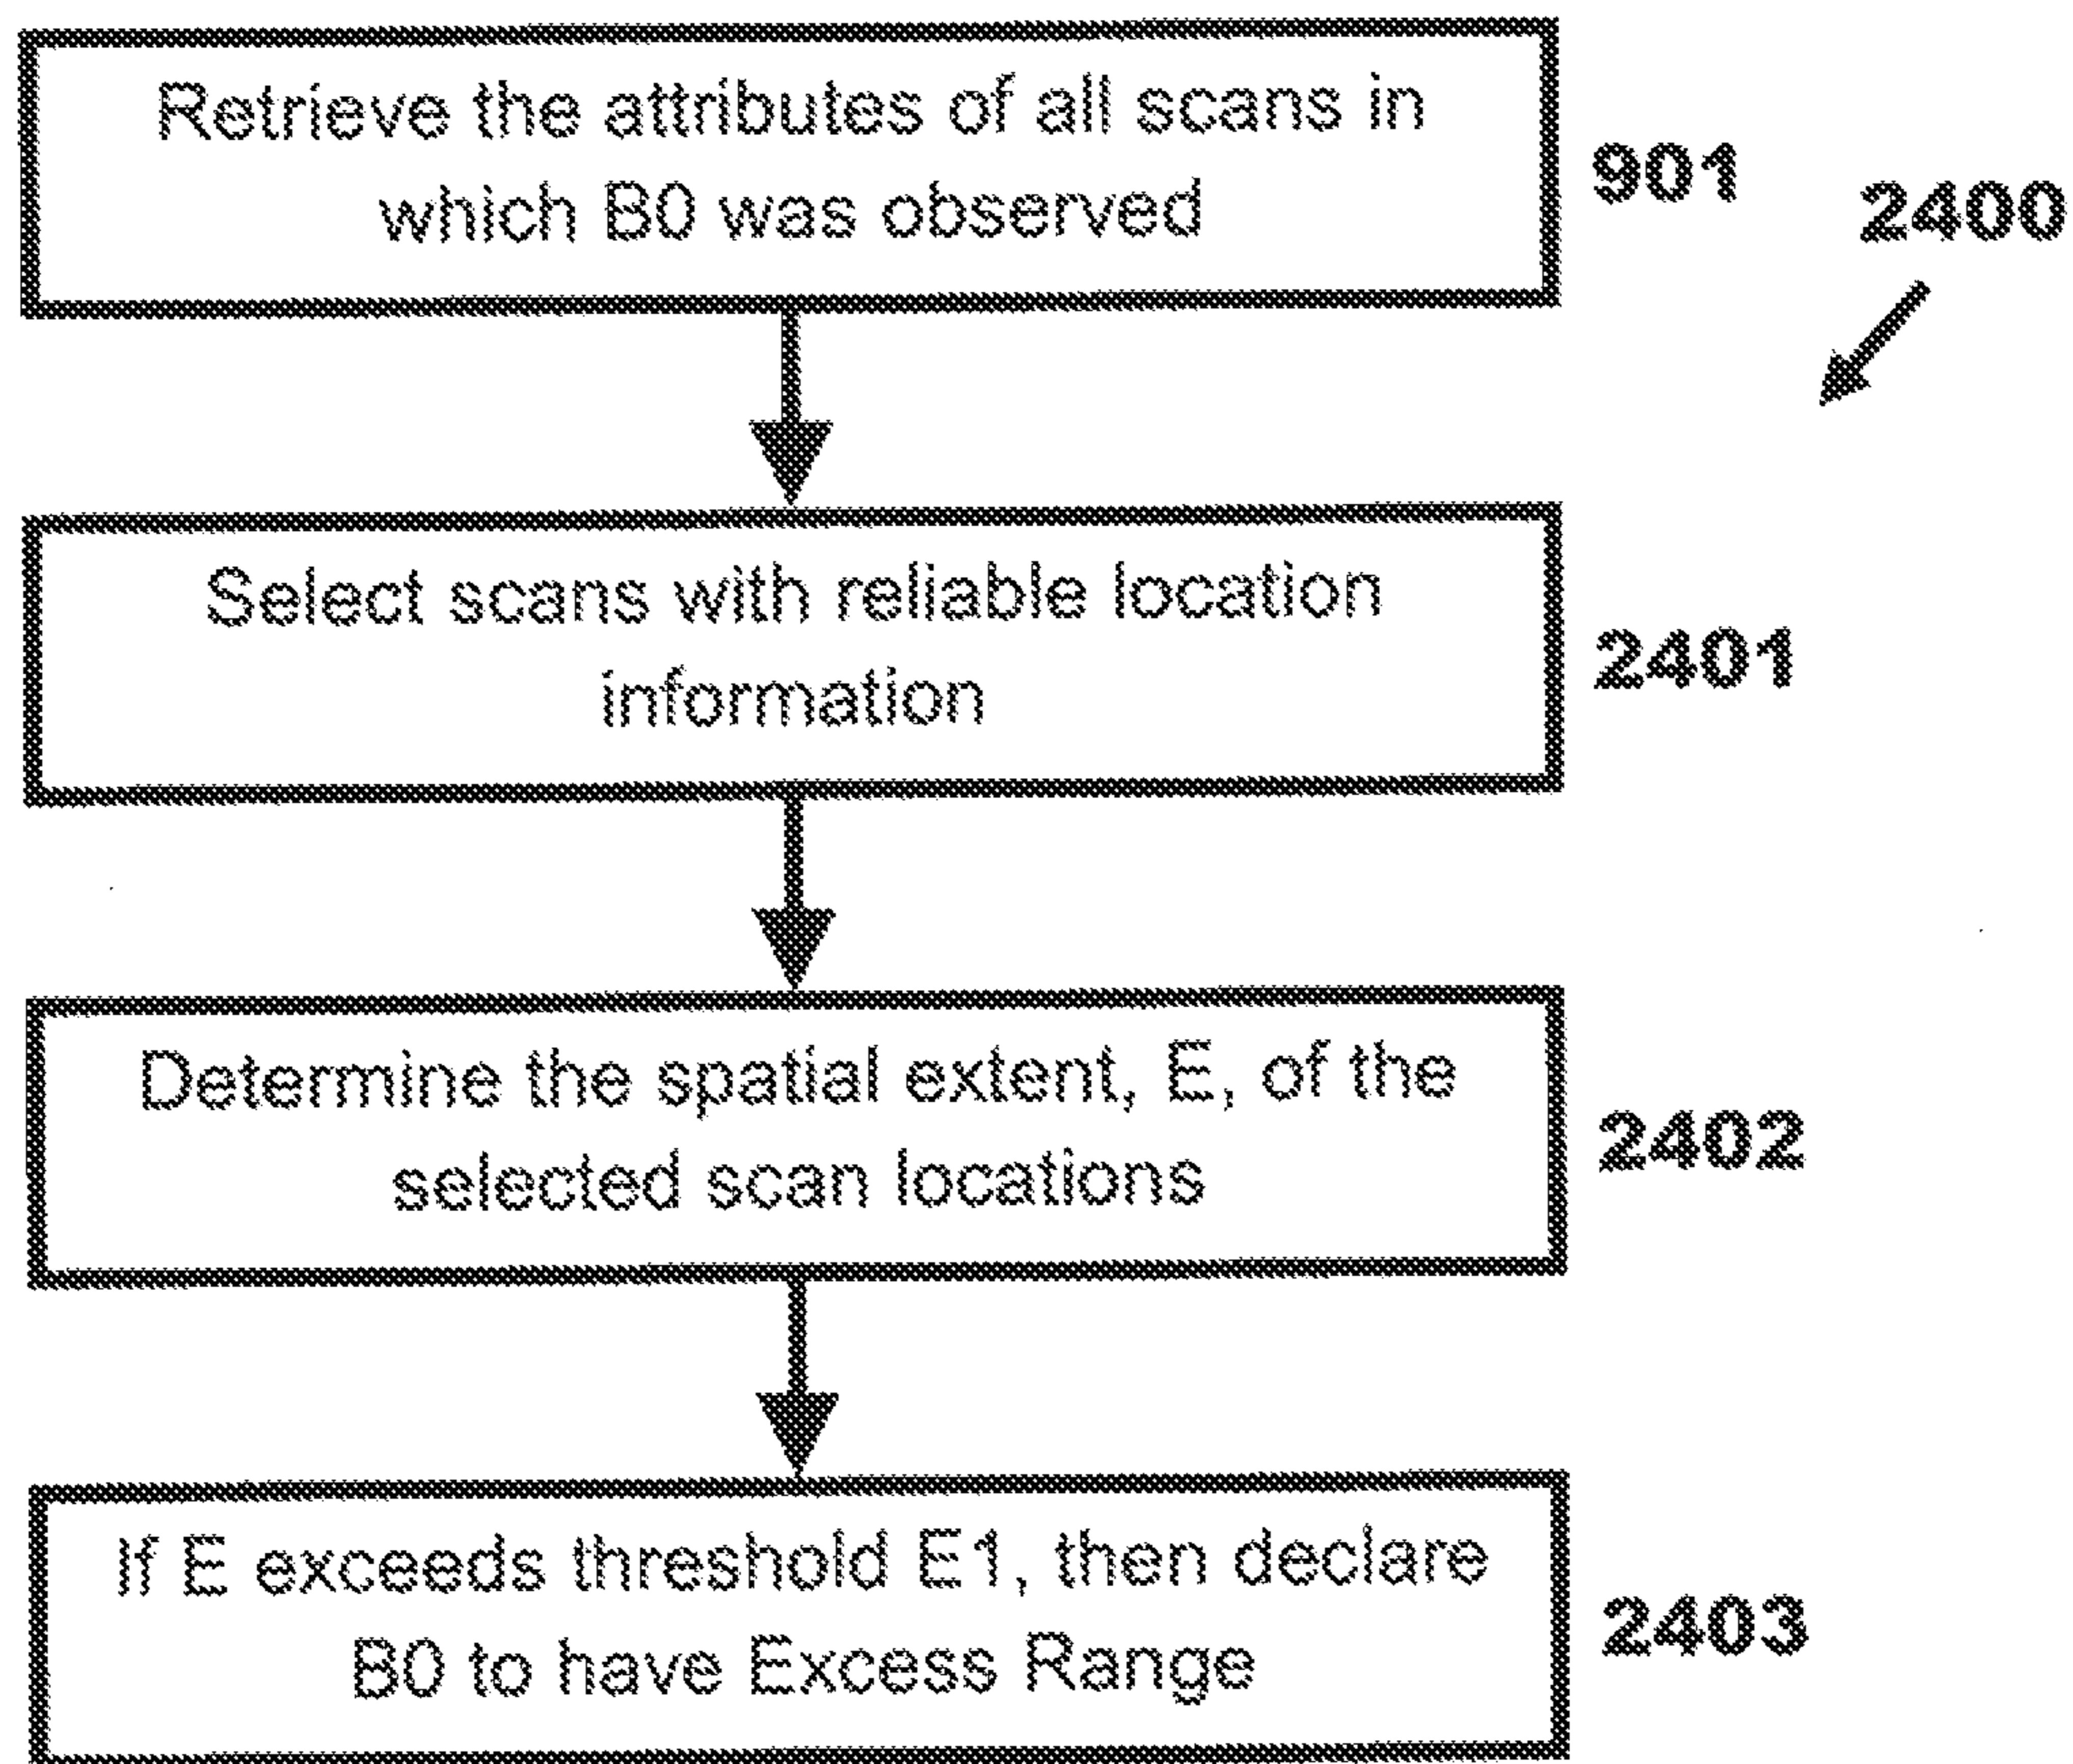 Retrieve the attributes of all scans in
which B0 was observed
901
2400
Select scans with reliable location
information
2401
Determine the spatial extent, E, of the
selected scan locations
2402
If E exceeds threshold E1, then declare
B0 to have Excess Range
2403